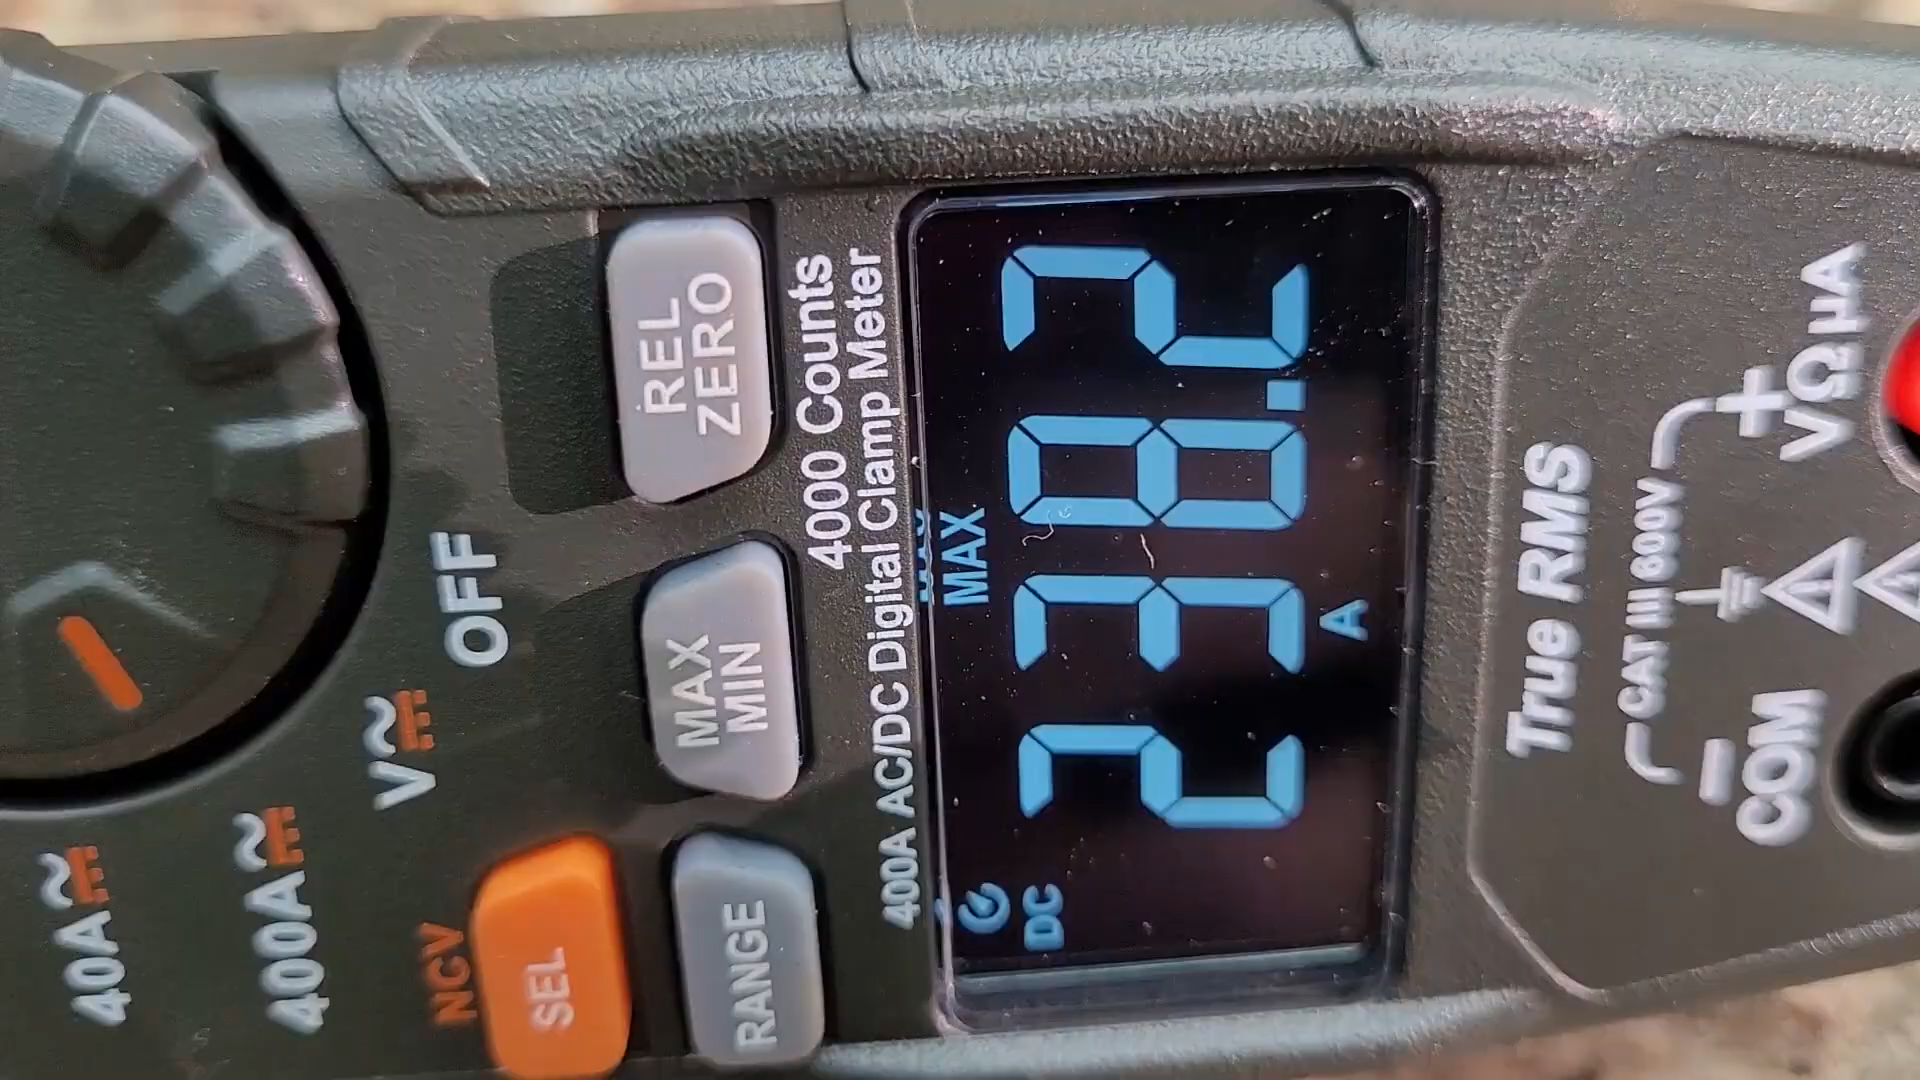 40A
400A
NGV
V
OFF
SEL
REL
ZERO
MAX
MIN
RANGE
4000 Counts
400A AC/DC Digital Clamp Meter
MAX
DC
238.2
A
True RMS
CAT III 600V
COM
VΩµA